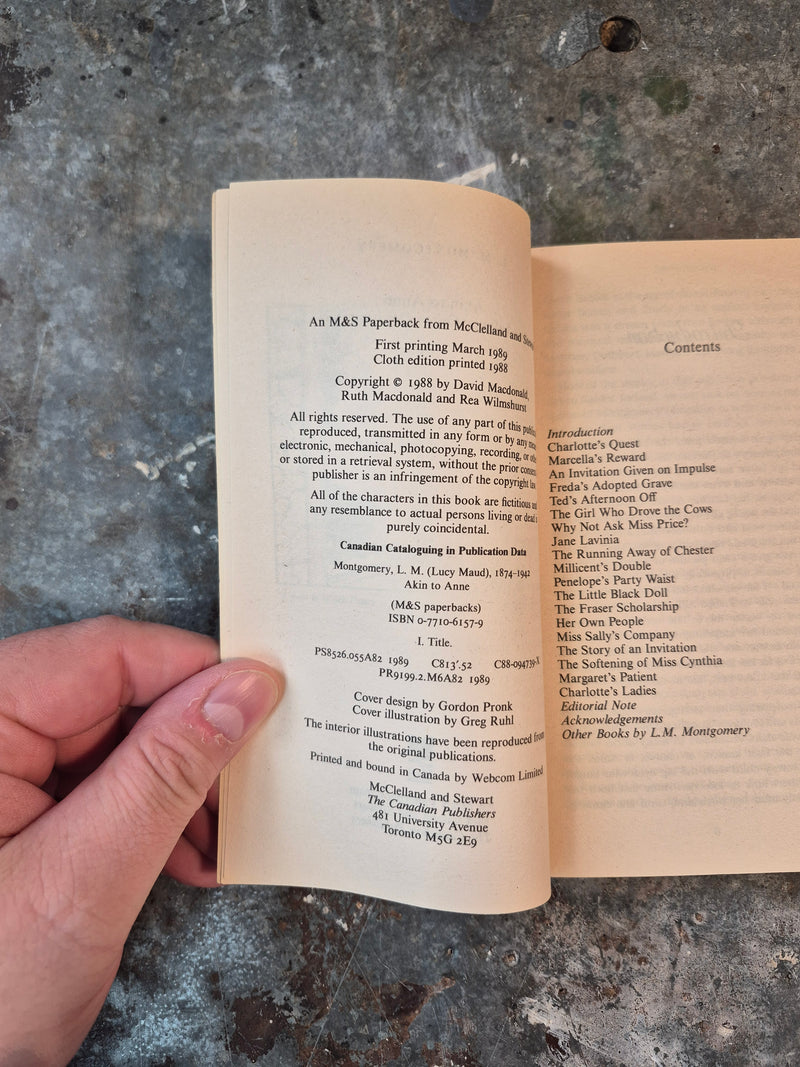 An M&S Paperback from McClelland and
First printing March 1989
Cloth edition printed 1988
Copyright © 1988 by David Macdonald,
Ruth Macdonald and Rea Wilmshurst
All rights reserved. The use of any part of this
reproduced, transmitted in any form or by any
electronic, mechanical, photocopying, recording, or
or stored in a retrieval system, without the prior
publisher is an infringement of the copyright
All of the characters in this book are fictitious
any resemblance to actual persons living or dead
purely coincidental.
Canadian Cataloguing in Publication Data
Montgomery, L. M. (Lucy Maud), 1874-1942
Akin to Anne
(M&S paperbacks)
ISBN 0-7710-6157-9
I. Title.
PS8526.055A82 1989 C813'.52 C88-094739-X
PR9199.2.M6A82 1989
Cover design by Gordon Pronk
Cover illustration by Greg Ruhl
The interior illustrations have been reproduced from
the original publications.
Printed and bound in Canada by Webcom Limited
McClelland and Stewart
The Canadian Publishers
481 University Avenue
Toronto M5G 2E9
Contents
Introduction
Charlotte's Quest
Marcella's Reward
An Invitation Given on Impulse
Freda's Adopted Grave
Ted's Afternoon Off
The Girl Who Drove the Cows
Why Not Ask Miss Price?
Jane Lavinia
The Running Away of Chester
Millicent's Double
Penelope's Party Waist
The Little Black Doll
The Fraser Scholarship
Her Own People
Miss Sally's Company
The Story of an Invitation
The Softening of Miss Cynthia
Margaret's Patient
Charlotte's Ladies
Editorial Note
Acknowledgements
Other Books by L.M. Montgomery